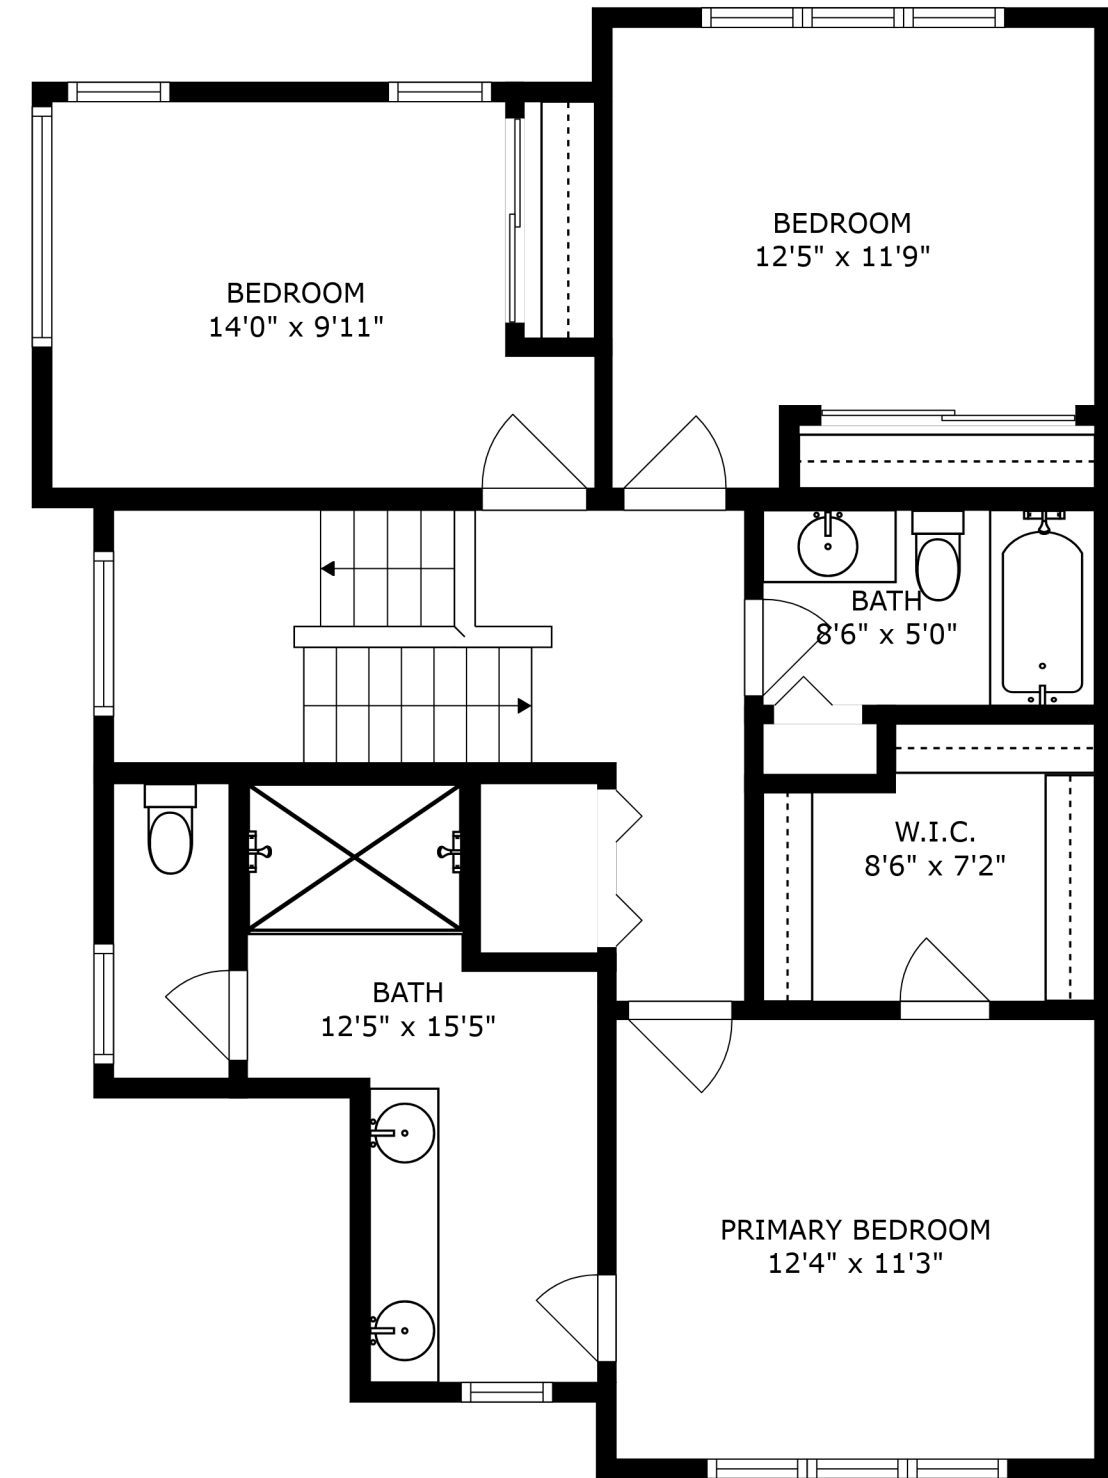 BEDROOM
12'5" x 11'9"
BEDROOM
14'0" x 9'11"
BATH
8'6" x 5'0"
W.I.C.
8'6" x 7'2"
BATH
12'5" x 15'5"
PRIMARY BEDROOM
12'4" x 11'3"